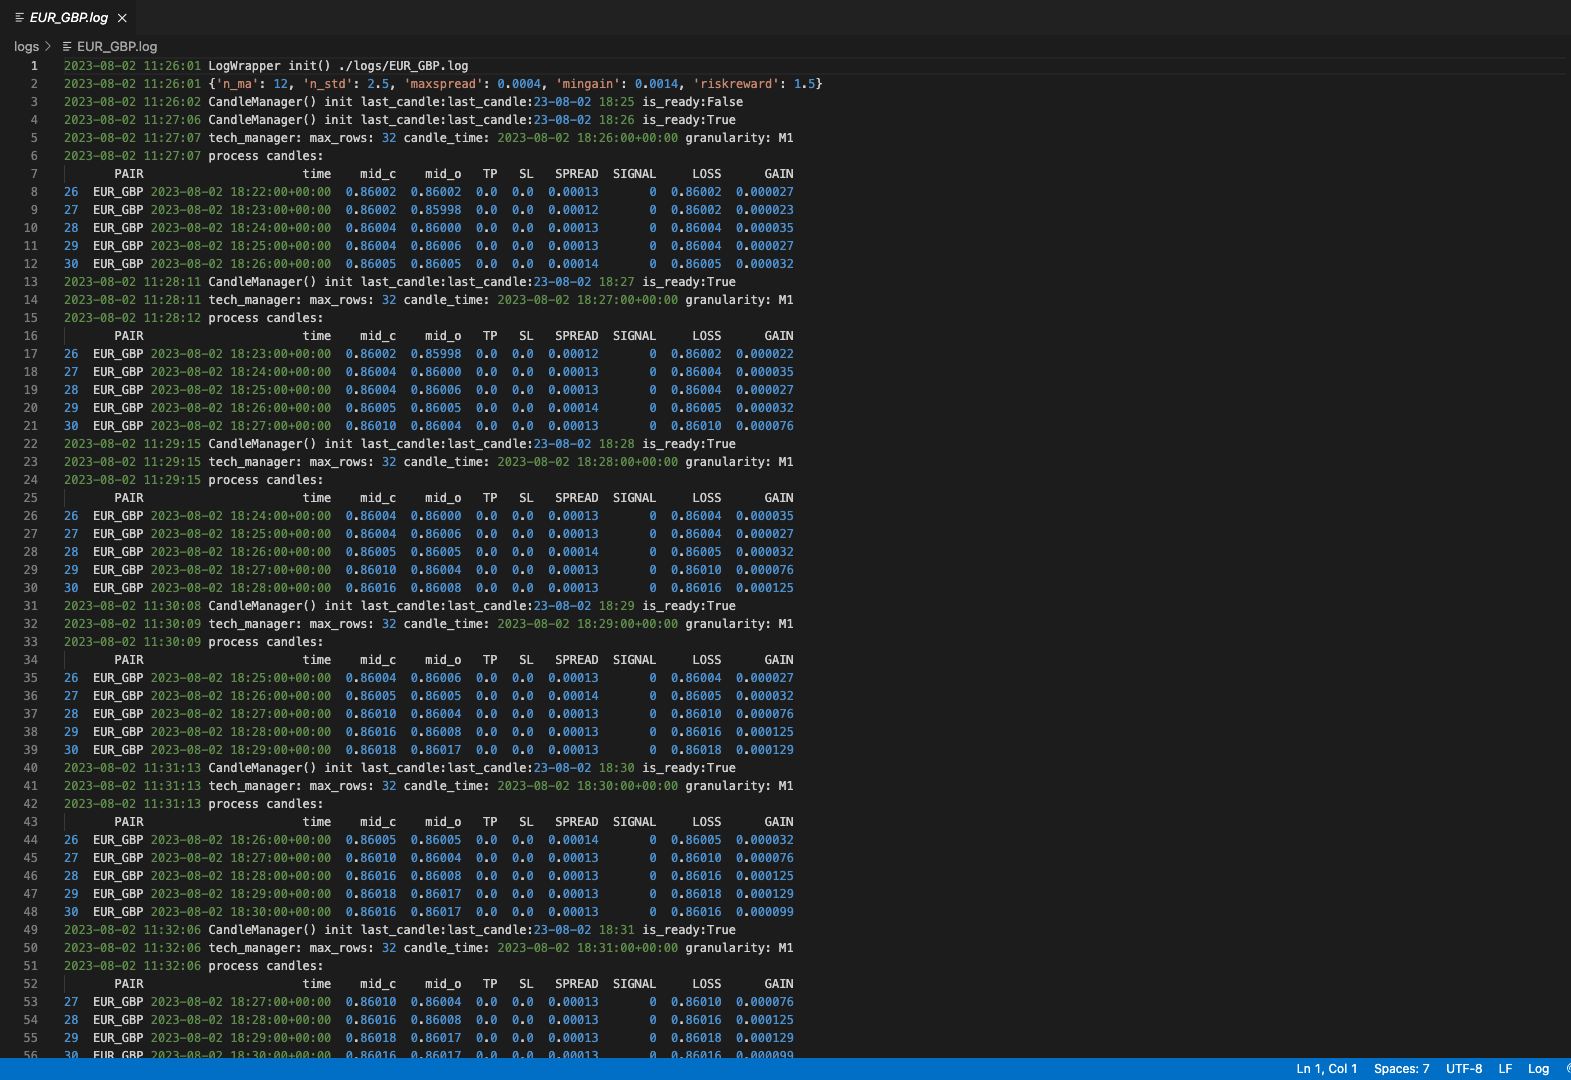 EUR_GBP.log
logs > EUR_GBP.log
1 2023-08-02 11:26:01 LogWrapper init() ./logs/EUR_GBP.log
2 2023-08-02 11:26:01 {'n_ma': 12, 'n_std': 2.5, 'maxspread': 0.0004, 'mingain': 0.0014, 'riskreward': 1.5}
3 2023-08-02 11:26:02 CandleManager() init last_candle:last_candle:23-08-02 18:25 is_ready:False
4 2023-08-02 11:27:06 CandleManager() init last_candle:last_candle:23-08-02 18:26 is_ready:True
5 2023-08-02 11:27:07 tech_manager: max_rows: 32 candle_time: 2023-08-02 18:26:00+00:00 granularity: M1
6 2023-08-02 11:27:07 process candles:
7 PAIR time mid_c mid_o TP SL SPREAD SIGNAL LOSS GAIN
8 26 EUR_GBP 2023-08-02 18:22:00+00:00 0.86002 0.86002 0.0 0.0 0.00013 0 0.86002 0.000027
9 27 EUR_GBP 2023-08-02 18:23:00+00:00 0.86002 0.85998 0.0 0.0 0.00012 0 0.86002 0.000023
10 28 EUR_GBP 2023-08-02 18:24:00+00:00 0.86004 0.86000 0.0 0.0 0.00013 0 0.86004 0.000035
11 29 EUR_GBP 2023-08-02 18:25:00+00:00 0.86004 0.86006 0.0 0.0 0.00013 0 0.86004 0.000027
12 30 EUR_GBP 2023-08-02 18:26:00+00:00 0.86005 0.86005 0.0 0.0 0.00014 0 0.86005 0.000032
13 2023-08-02 11:28:11 CandleManager() init last_candle:last_candle:23-08-02 18:27 is_ready:True
14 2023-08-02 11:28:11 tech_manager: max_rows: 32 candle_time: 2023-08-02 18:27:00+00:00 granularity: M1
15 2023-08-02 11:28:12 process candles:
16 PAIR time mid_c mid_o TP SL SPREAD SIGNAL LOSS GAIN
17 26 EUR_GBP 2023-08-02 18:23:00+00:00 0.86002 0.85998 0.0 0.0 0.00012 0 0.86002 0.000022
18 27 EUR_GBP 2023-08-02 18:24:00+00:00 0.86004 0.86000 0.0 0.0 0.00013 0 0.86004 0.000035
19 28 EUR_GBP 2023-08-02 18:25:00+00:00 0.86004 0.86006 0.0 0.0 0.00013 0 0.86004 0.000027
20 29 EUR_GBP 2023-08-02 18:26:00+00:00 0.86005 0.86005 0.0 0.0 0.00014 0 0.86005 0.000032
21 30 EUR_GBP 2023-08-02 18:27:00+00:00 0.86010 0.86004 0.0 0.0 0.00013 0 0.86010 0.000076
22 2023-08-02 11:29:15 CandleManager() init last_candle:last_candle:23-08-02 18:28 is_ready:True
23 2023-08-02 11:29:15 tech_manager: max_rows: 32 candle_time: 2023-08-02 18:28:00+00:00 granularity: M1
24 2023-08-02 11:29:15 process candles:
25 PAIR time mid_c mid_o TP SL SPREAD SIGNAL LOSS GAIN
26 26 EUR_GBP 2023-08-02 18:24:00+00:00 0.86004 0.86000 0.0 0.0 0.00013 0 0.86004 0.000035
27 27 EUR_GBP 2023-08-02 18:25:00+00:00 0.86004 0.86006 0.0 0.0 0.00013 0 0.86004 0.000027
28 28 EUR_GBP 2023-08-02 18:26:00+00:00 0.86005 0.86005 0.0 0.0 0.00014 0 0.86005 0.000032
29 29 EUR_GBP 2023-08-02 18:27:00+00:00 0.86010 0.86004 0.0 0.0 0.00013 0 0.86010 0.000076
30 30 EUR_GBP 2023-08-02 18:28:00+00:00 0.86016 0.86008 0.0 0.0 0.00013 0 0.86016 0.000125
31 2023-08-02 11:30:08 CandleManager() init last_candle:last_candle:23-08-02 18:29 is_ready:True
32 2023-08-02 11:30:09 tech_manager: max_rows: 32 candle_time: 2023-08-02 18:29:00+00:00 granularity: M1
33 2023-08-02 11:30:09 process candles:
34 PAIR time mid_c mid_o TP SL SPREAD SIGNAL LOSS GAIN
35 26 EUR_GBP 2023-08-02 18:25:00+00:00 0.86004 0.86006 0.0 0.0 0.00013 0 0.86004 0.000027
36 27 EUR_GBP 2023-08-02 18:26:00+00:00 0.86005 0.86005 0.0 0.0 0.00014 0 0.86005 0.000032
37 28 EUR_GBP 2023-08-02 18:27:00+00:00 0.86010 0.86004 0.0 0.0 0.00013 0 0.86010 0.000076
38 29 EUR_GBP 2023-08-02 18:28:00+00:00 0.86016 0.86008 0.0 0.0 0.00013 0 0.86016 0.000125
39 30 EUR_GBP 2023-08-02 18:29:00+00:00 0.86018 0.86017 0.0 0.0 0.00013 0 0.86018 0.000129
40 2023-08-02 11:31:13 CandleManager() init last_candle:last_candle:23-08-02 18:30 is_ready:True
41 2023-08-02 11:31:13 tech_manager: max_rows: 32 candle_time: 2023-08-02 18:30:00+00:00 granularity: M1
42 2023-08-02 11:31:13 process candles:
43 PAIR time mid_c mid_o TP SL SPREAD SIGNAL LOSS GAIN
44 26 EUR_GBP 2023-08-02 18:26:00+00:00 0.86005 0.86005 0.0 0.0 0.00014 0 0.86005 0.000032
45 27 EUR_GBP 2023-08-02 18:27:00+00:00 0.86010 0.86004 0.0 0.0 0.00013 0 0.86010 0.000076
46 28 EUR_GBP 2023-08-02 18:28:00+00:00 0.86016 0.86008 0.0 0.0 0.00013 0 0.86016 0.000125
47 29 EUR_GBP 2023-08-02 18:29:00+00:00 0.86018 0.86017 0.0 0.0 0.00013 0 0.86018 0.000129
48 30 EUR_GBP 2023-08-02 18:30:00+00:00 0.86016 0.86017 0.0 0.0 0.00013 0 0.86016 0.000099
49 2023-08-02 11:32:06 CandleManager() init last_candle:last_candle:23-08-02 18:31 is_ready:True
50 2023-08-02 11:32:06 tech_manager: max_rows: 32 candle_time: 2023-08-02 18:31:00+00:00 granularity: M1
51 2023-08-02 11:32:06 process candles:
52 PAIR time mid_c mid_o TP SL SPREAD SIGNAL LOSS GAIN
53 27 EUR_GBP 2023-08-02 18:27:00+00:00 0.86010 0.86004 0.0 0.0 0.00013 0 0.86010 0.000076
54 28 EUR_GBP 2023-08-02 18:28:00+00:00 0.86016 0.86008 0.0 0.0 0.00013 0 0.86016 0.000125
55 29 EUR_GBP 2023-08-02 18:29:00+00:00 0.86018 0.86017 0.0 0.0 0.00013 0 0.86018 0.000129
56 30 EUR_GBP 2023-08-02 18:30:00+00:00 0.86016 0.86017 0.0 0.0 0.00013 0 0.86016 0.000099
Ln 1, Col 1 Spaces: 7 UTF-8 LF Log